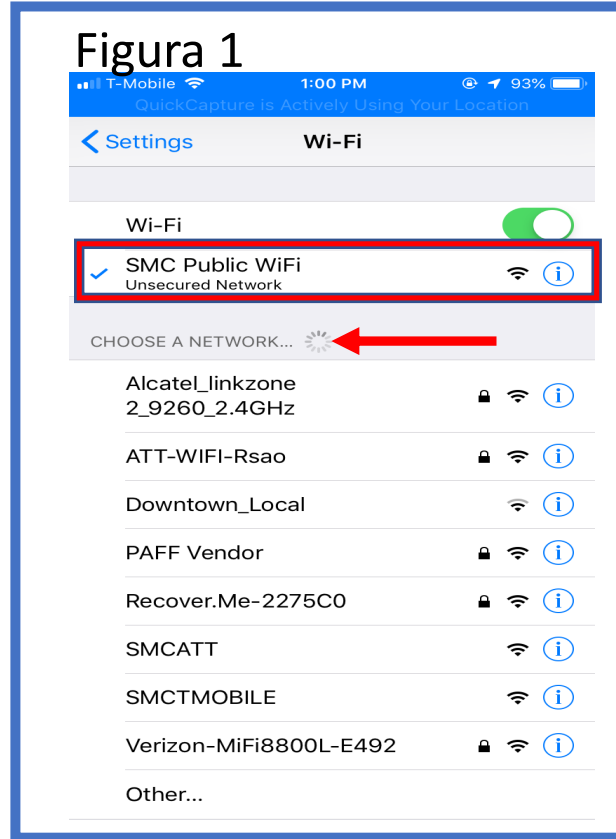 Figura 1
T-Mobile 1:00 PM 93%
QuickCapture is Actively Using Your Location
Settings Wi-Fi
Wi-Fi
SMC Public WiFi
Unsecured Network
CHOOSE A NETWORK...
Alcatel_linkzone
2_9260_2.4GHz
ATT-WIFI-Rsao
Downtown_Local
PAFF Vendor
Recover.Me-2275C0
SMCATT
SMCTMOBILE
Verizon-MiFi8800L-E492
Other...